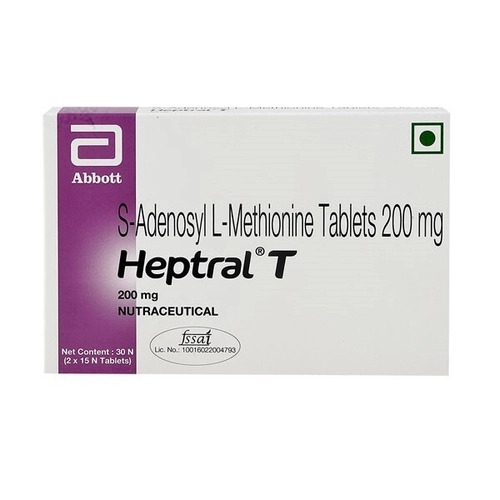 Abbott
S-Adenosyl L-Methionine Tablets 200 mg
Heptral® T
200 mg
NUTRACEUTICAL
fssai
Lic. No.: 10016022004793
Net Content : 30 N
(2 x 15 N Tablets)